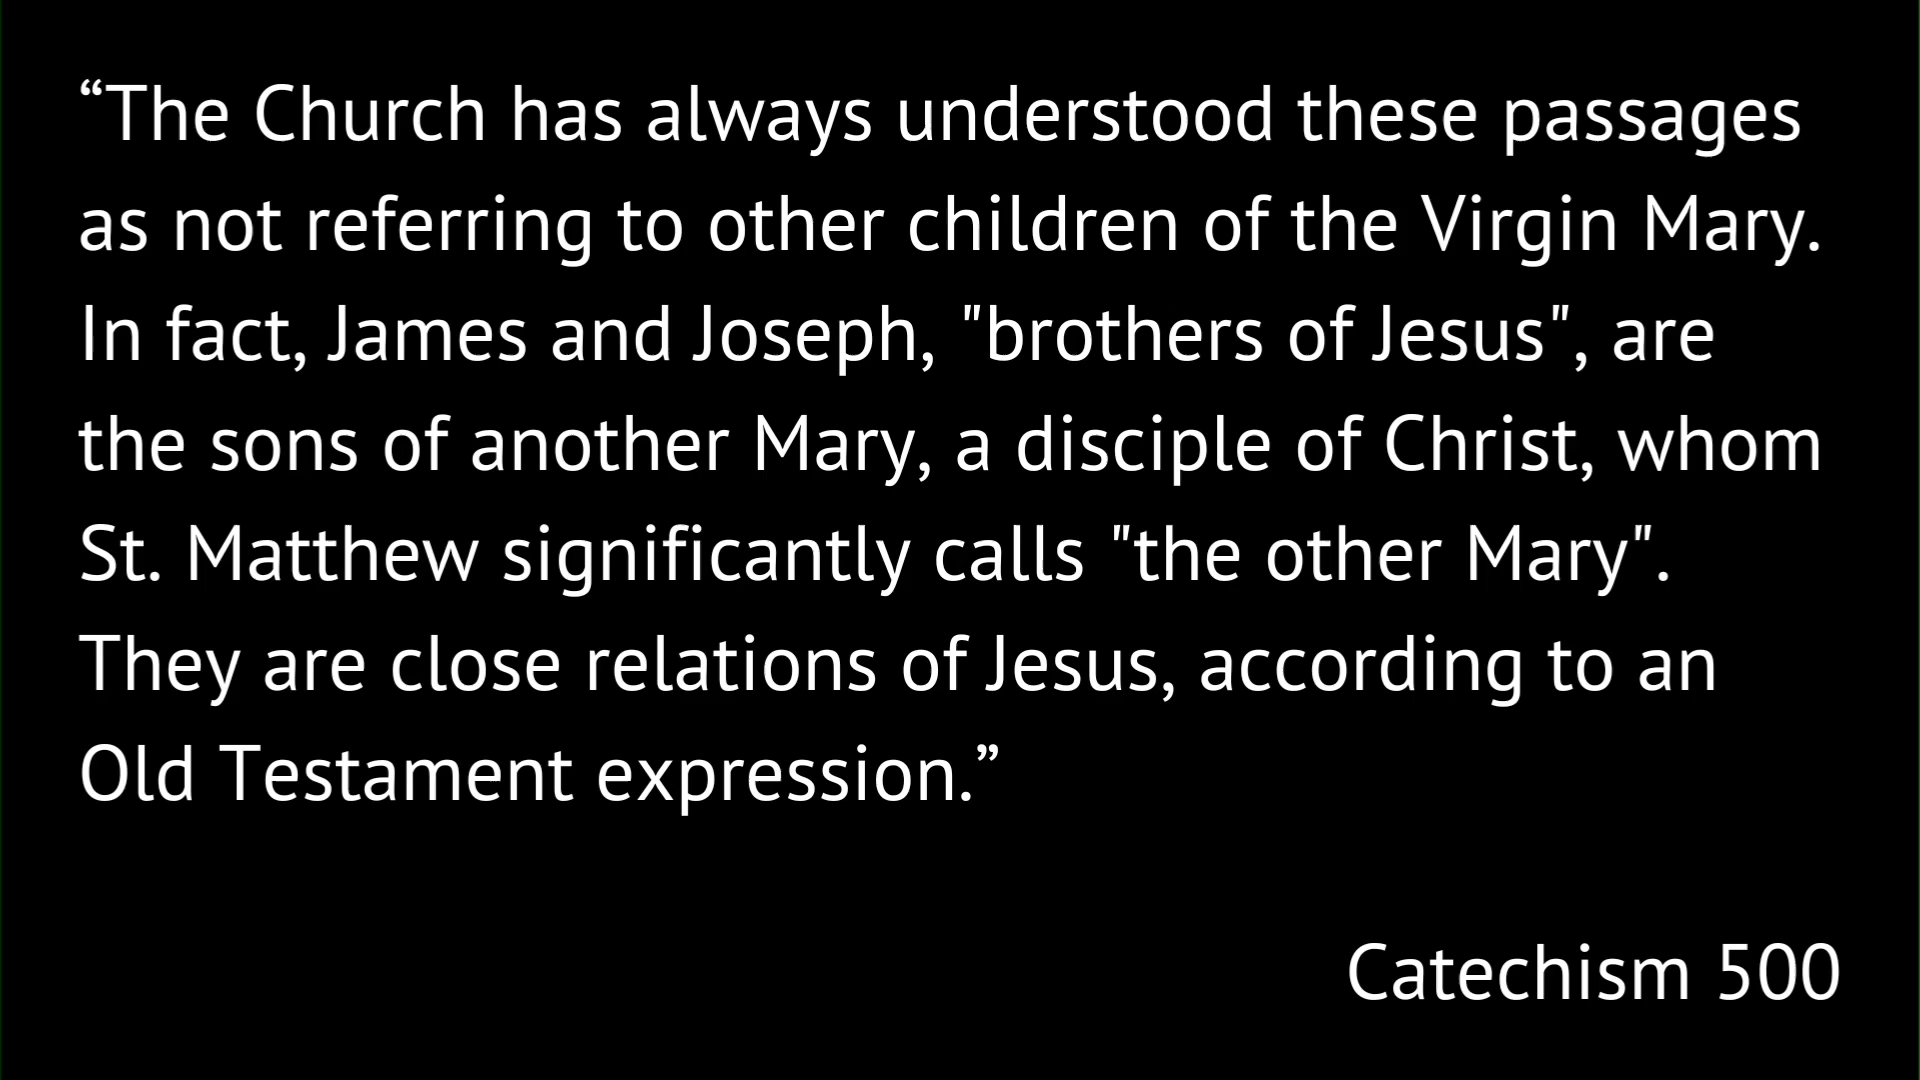 “The Church has always understood these passages
as not referring to other children of the Virgin Mary.
In fact, James and Joseph, "brothers of Jesus", are
the sons of another Mary, a disciple of Christ, whom
St. Matthew significantly calls "the other Mary".
They are close relations of Jesus, according to an
Old Testament expression.”
Catechism 500